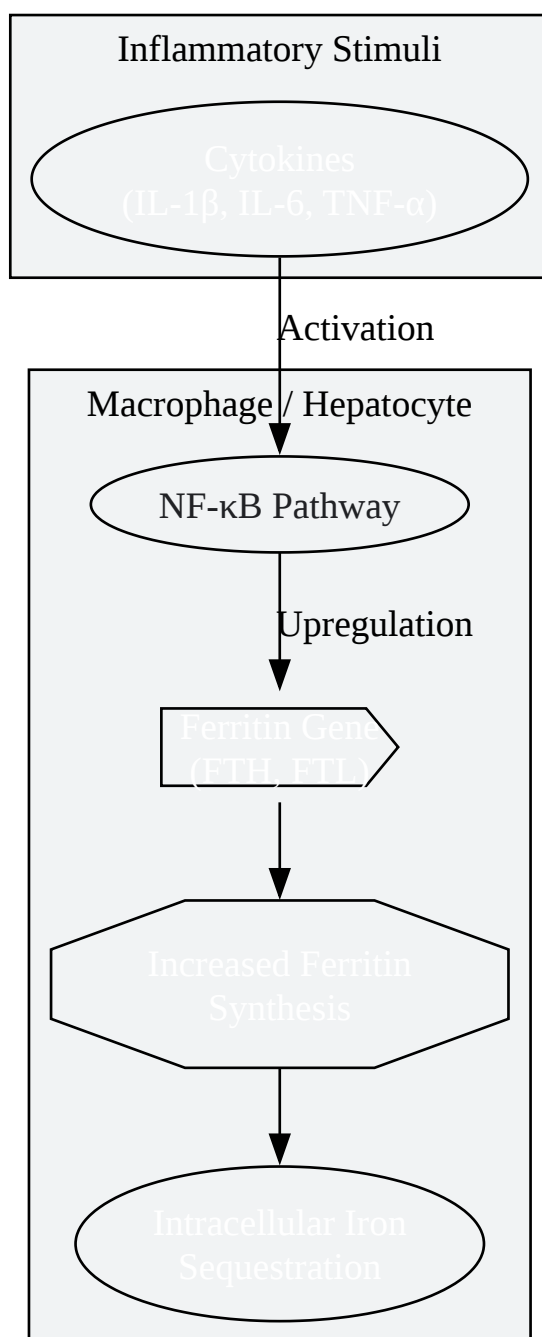 Inflammatory Stimuli
Cytokines
(IL-1β, IL-6, TNF-α)
Activation
Macrophage / Hepatocyte
NF-κB Pathway
Upregulation
Ferritin Gene
(FTH, FTL)
Increased Ferritin
Synthesis
Intracellular Iron
Sequestration